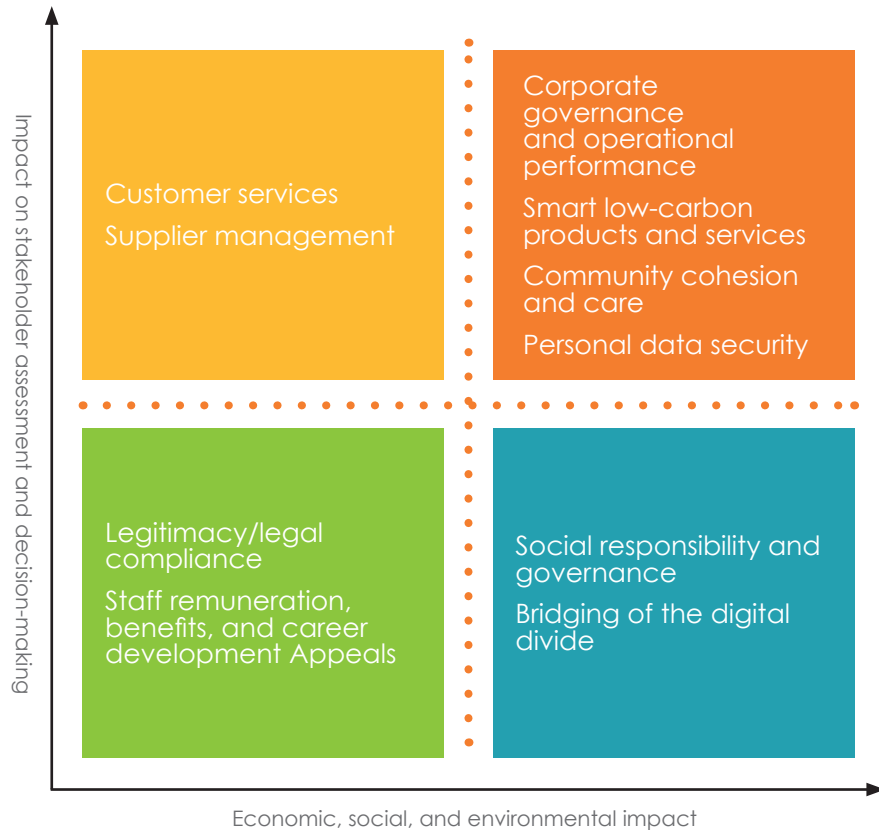 Impact on stakeholder assessment and decision-making
Customer services
Supplier management
Corporate
governance
and operational
performance
Smart low-carbon
products and services
Community cohesion
and care
Personal data security
Legitimacy/legal
compliance
Staff remuneration,
benefits, and career
development Appeals
Social responsibility and
governance
Bridging of the digital
divide
Economic, social, and environmental impact